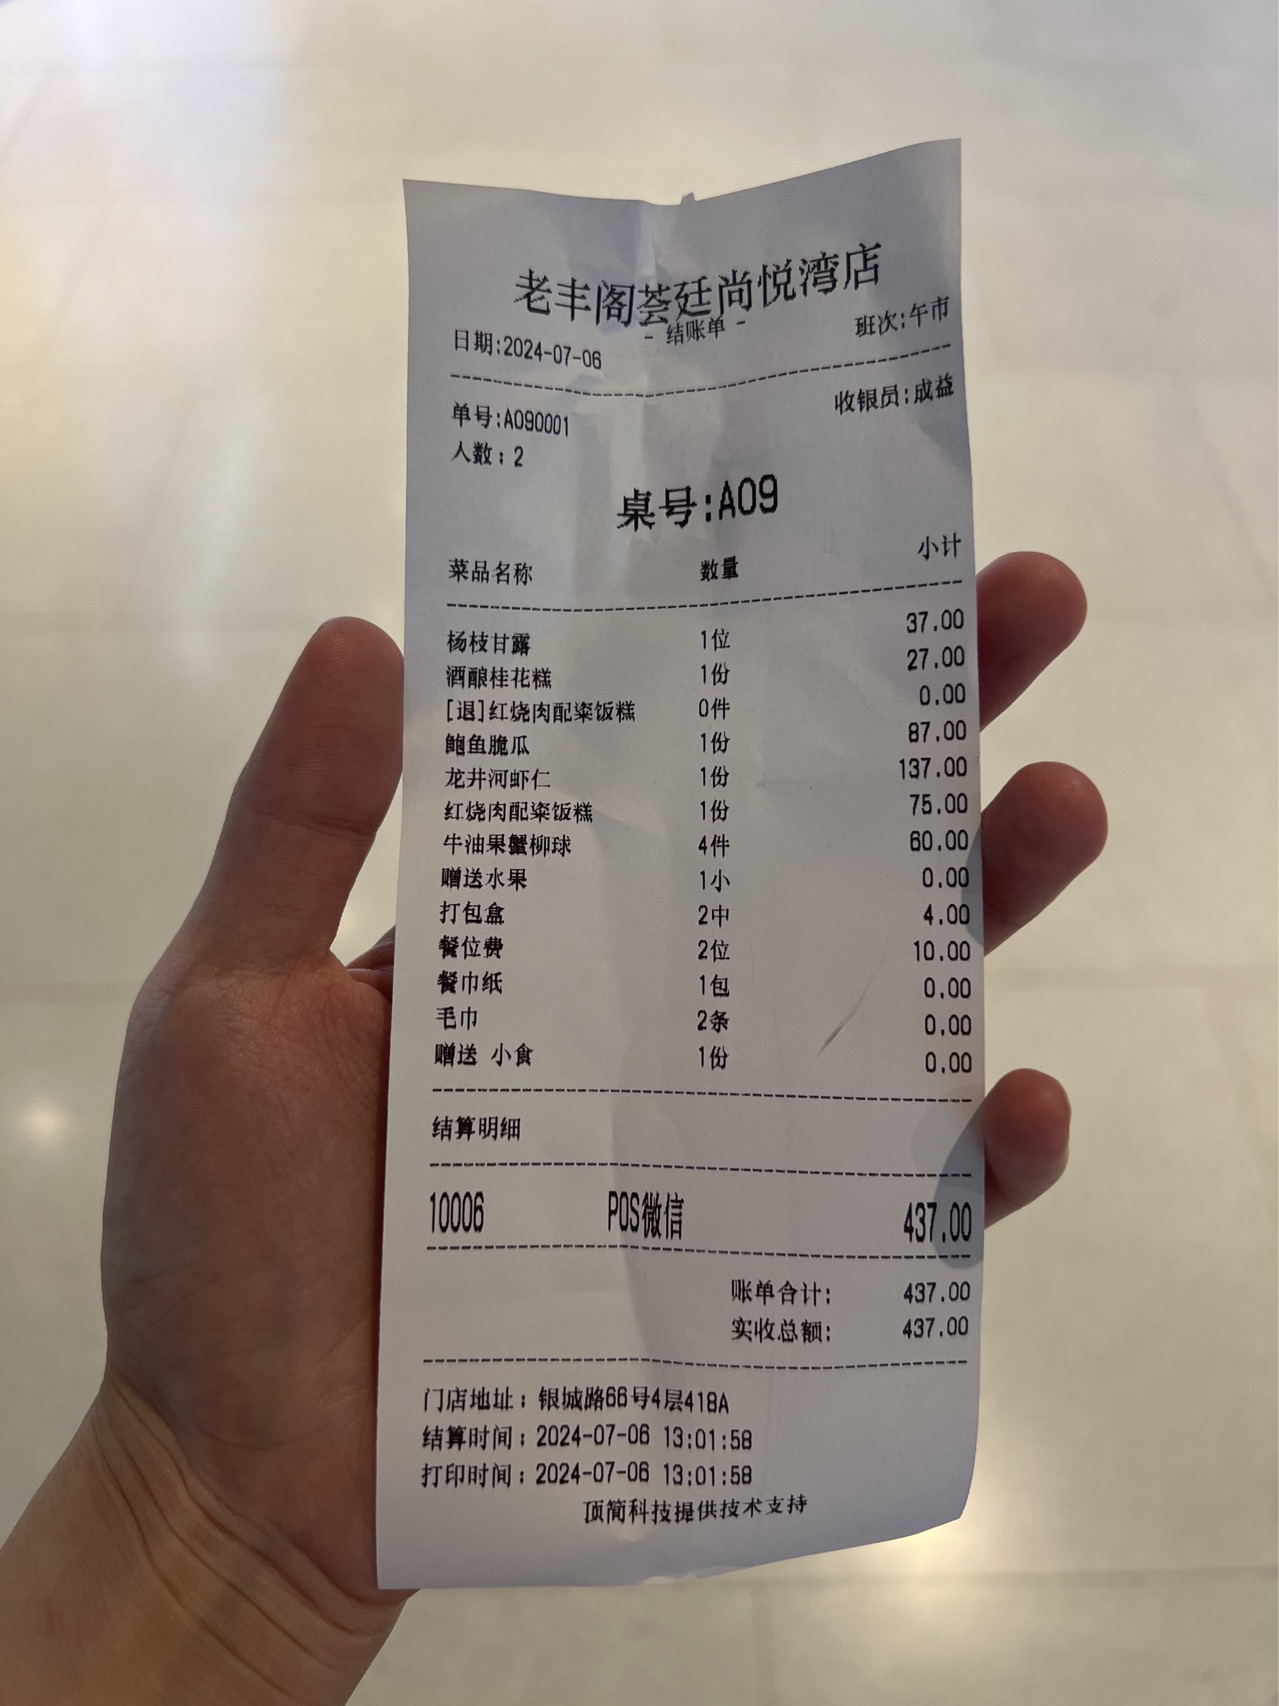 老丰阁荟廷尚悦湾店
- 结账单 -
日期:2024-07-06 班次:午市
单号:A090001 收银员:成益
人数：2
桌号:A09
菜品名称 数量 小计
杨枝甘露 1位 37.00
酒酿桂花糕 1份 27.00
[退]红烧肉配粢饭糕 0件 0.00
鲍鱼脆瓜 1份 87.00
龙井河虾仁 1份 137.00
红烧肉配粢饭糕 1份 75.00
牛油果蟹柳球 4件 60.00
赠送水果 1小 0.00
打包盒 2中 4.00
餐位费 2位 10.00
餐巾纸 1包 0.00
毛巾 2条 0.00
赠送 小食 1份 0.00
结算明细
10006 POS微信 437.00
账单合计: 437.00
实收总额: 437.00
门店地址：银城路66号4层418A
结算时间：2024-07-06 13:01:58
打印时间：2024-07-06 13:01:58
顶简科技提供技术支持